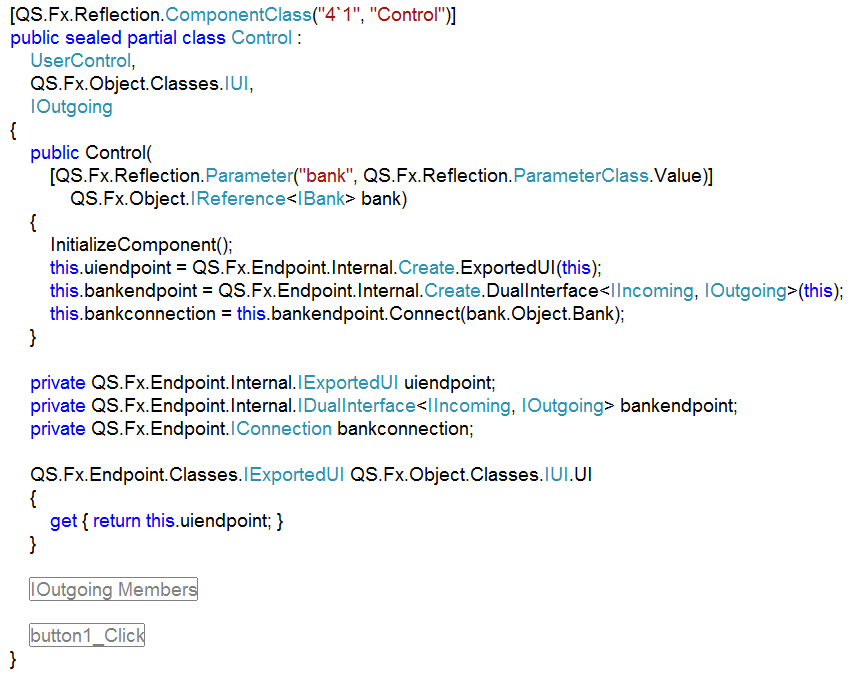 [QS.Fx.Reflection.ComponentClass("4`1", "Control")]
public sealed partial class Control :
UserControl,
QS.Fx.Object.Classes.IUI,
IOutgoing
{
public Control(
[QS.Fx.Reflection.Parameter("bank", QS.Fx.Reflection.ParameterClass.Value)]
QS.Fx.Object.IReference<IBank> bank)
{
InitializeComponent();
this.uiendpoint = QS.Fx.Endpoint.Internal.Create.ExportedUI(this);
this.bankendpoint = QS.Fx.Endpoint.Internal.Create.DualInterface<IIncoming, IOutgoing>(this);
this.bankconnection = this.bankendpoint.Connect(bank.Object.Bank);
}
private QS.Fx.Endpoint.Internal.IExportedUI uiendpoint;
private QS.Fx.Endpoint.Internal.IDualInterface<IIncoming, IOutgoing> bankendpoint;
private QS.Fx.Endpoint.IConnection bankconnection;
QS.Fx.Endpoint.Classes.IExportedUI QS.Fx.Object.Classes.IUI.UI
{
get { return this.uiendpoint; }
}
IOutgoing Members
button1_Click
}